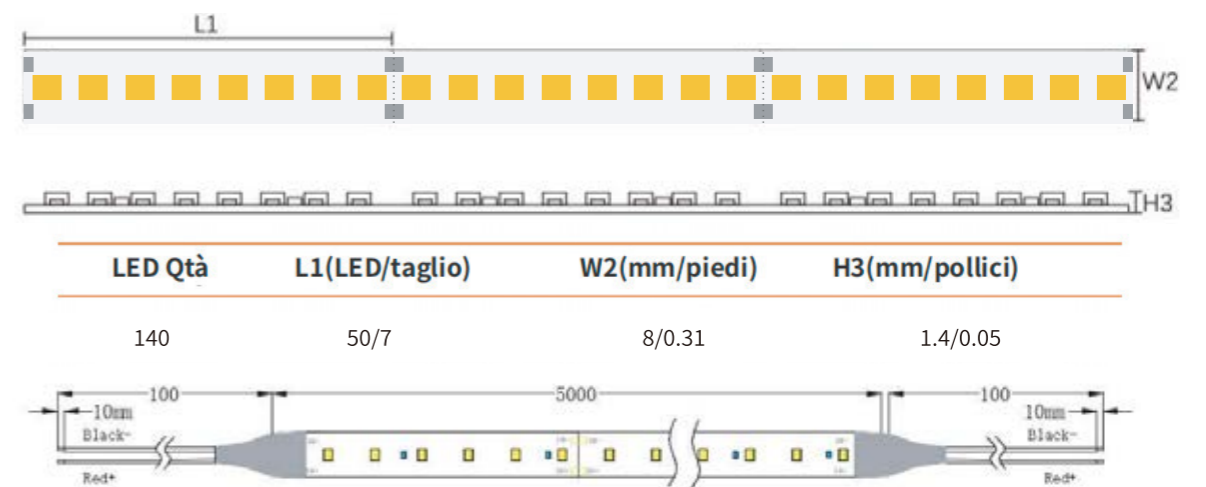 L1
W2
H3
LED Qtà L1(LED/taglio) W2(mm/piedi) H3(mm/pollici)
140 50/7 8/0.31 1.4/0.05
100 5000 100
10mm 10mm
Black- Black-
Red+ Red+